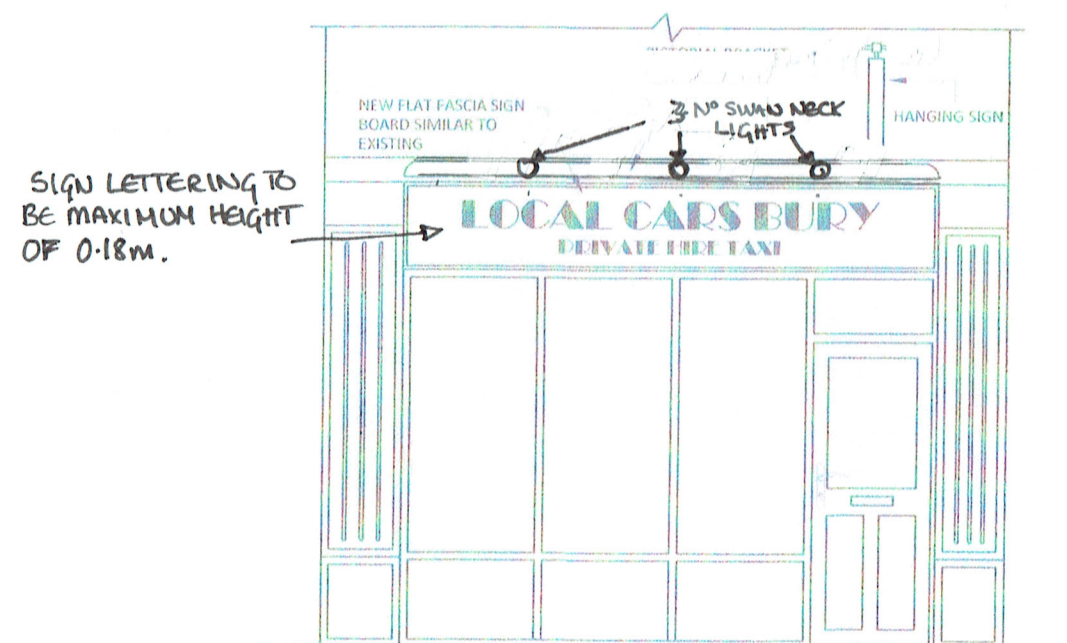 NEW FLAT FASCIA SIGN
BOARD SIMILAR TO
EXISTING
3 Nº SWAN NECK
LIGHTS
HANGING SIGN
SIGN LETTERING TO
BE MAXIMUM HEIGHT
OF 0.18m.
LOCAL CARS BURY
PRIVATE HIRE TAXI